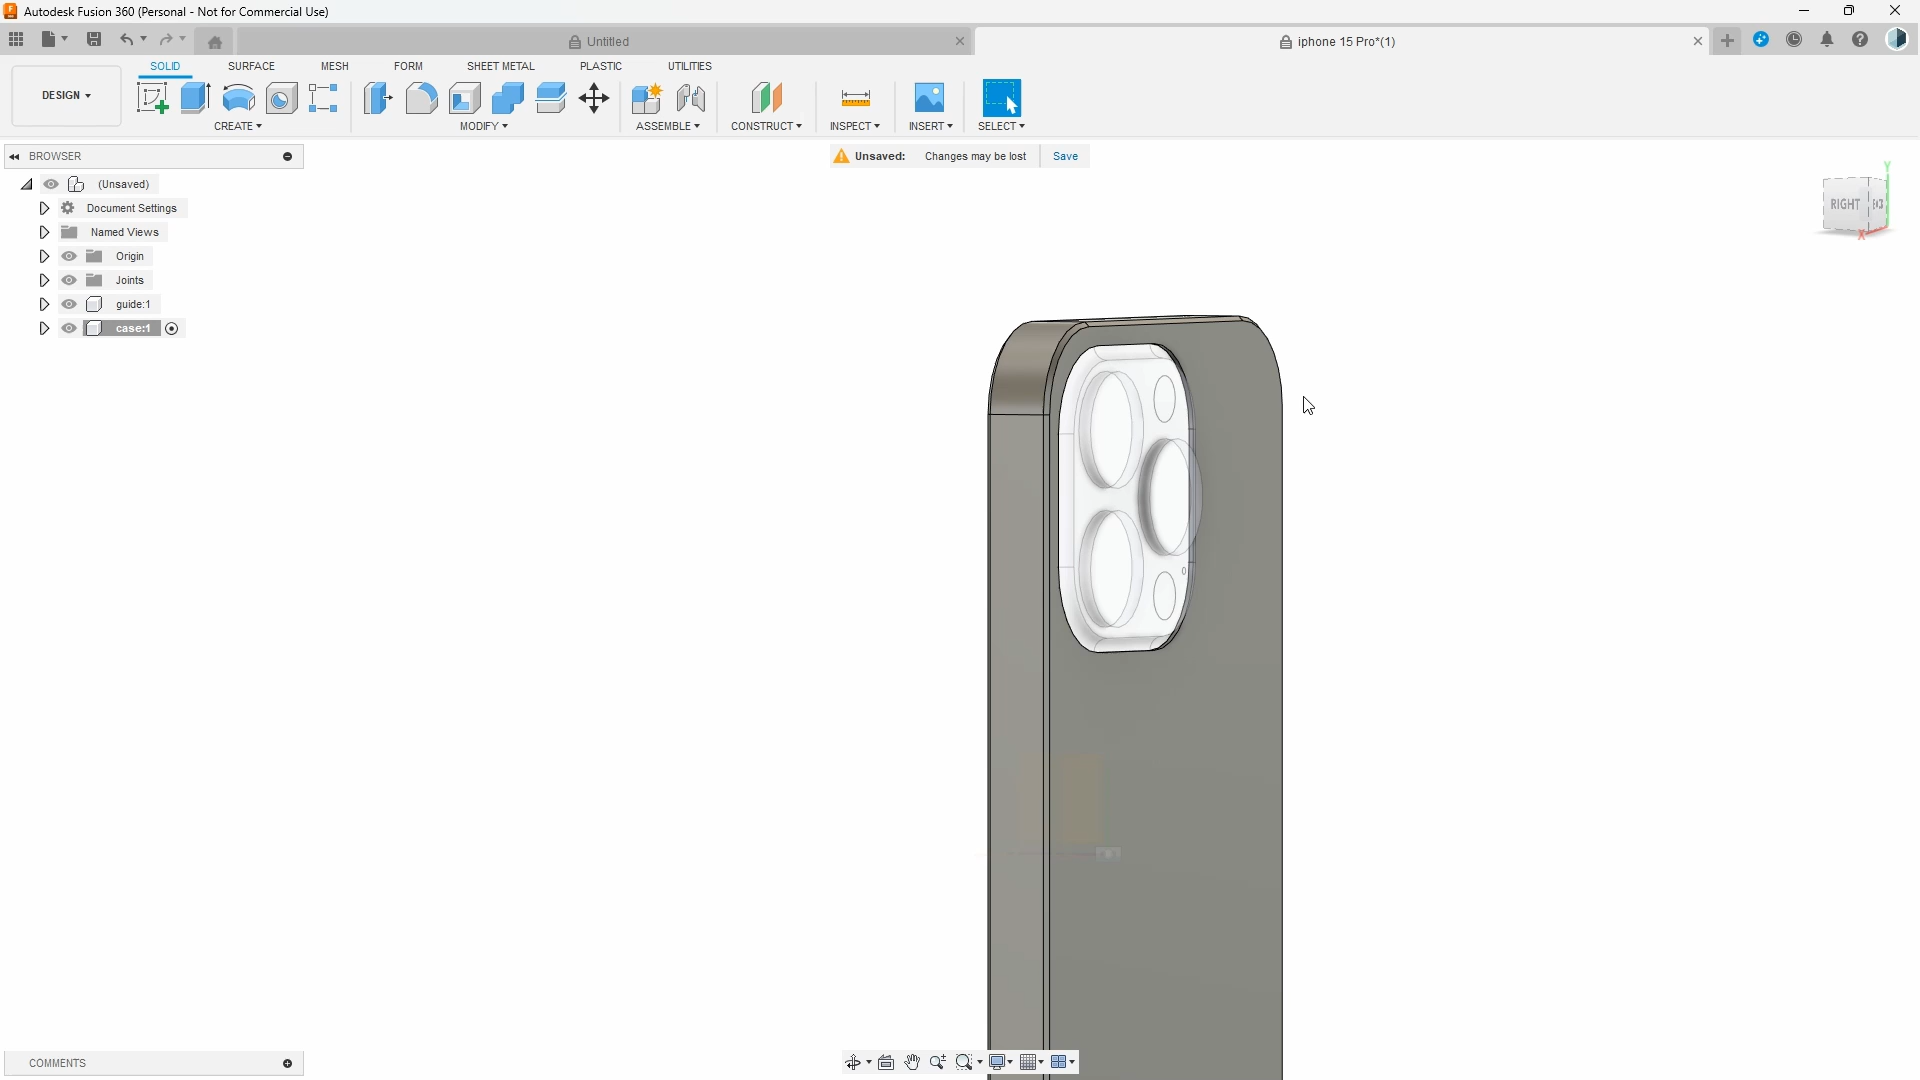 Autodesk Fusion 360 (Personal - Not for Commercial Use)
Untitled
iphone 15 Pro*(1)
DESIGN
SOLID SURFACE MESH FORM SHEET METAL PLASTIC UTILITIES
CREATE MODIFY ASSEMBLE CONSTRUCT INSPECT INSERT SELECT
BROWSER
Unsaved: Changes may be lost Save
(Unsaved)
Document Settings
Named Views
Origin
Joints
guide:1
case:1
RIGHT
Y
X
COMMENTS